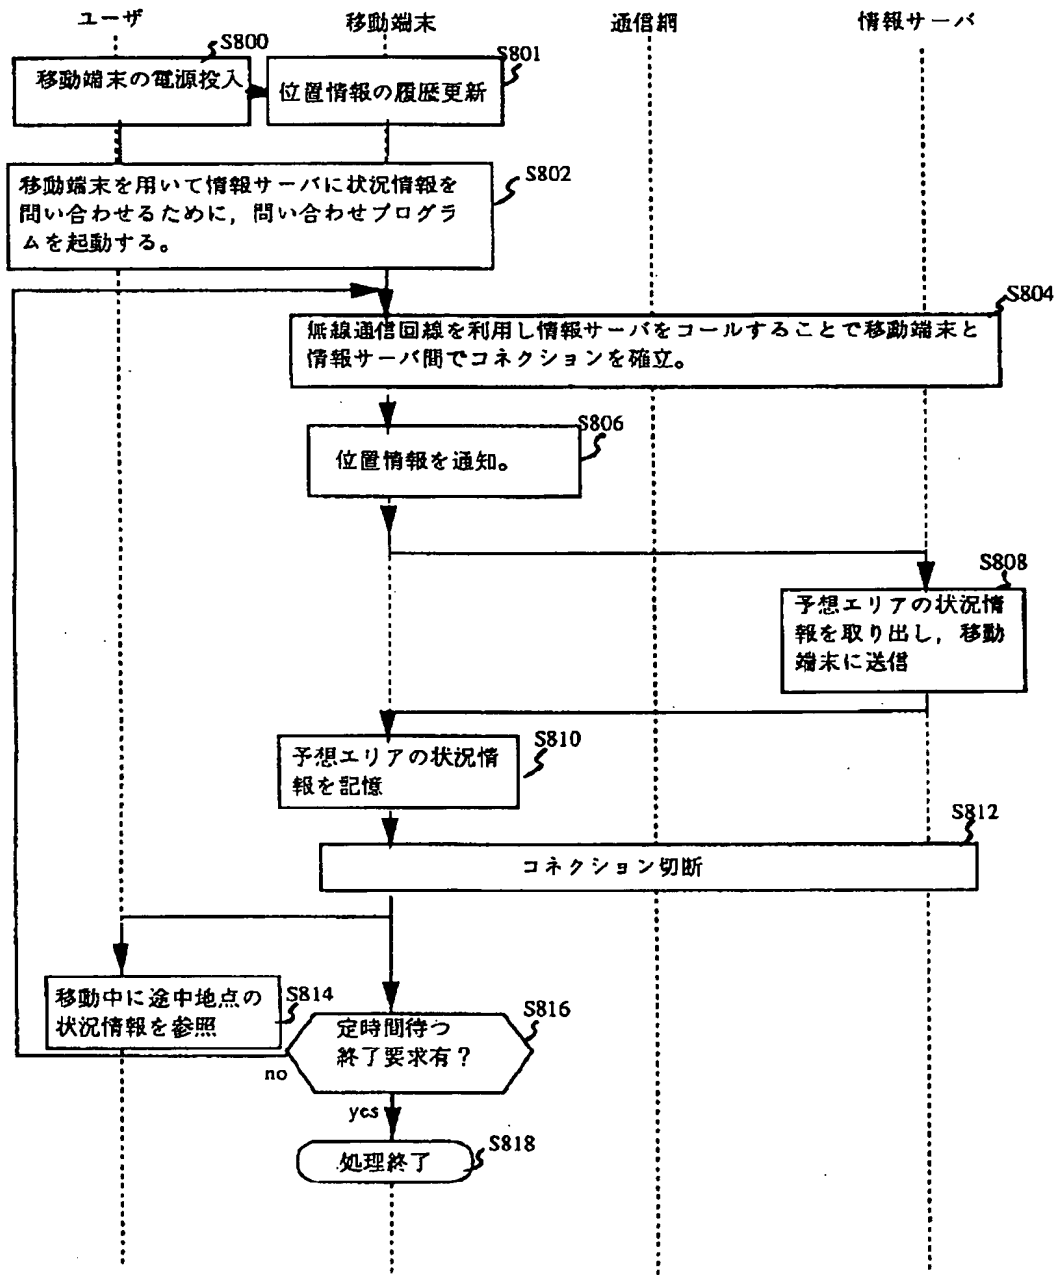 ユーザ 移動端末 通信網 情報サーバ
S800
S801
移動端末の電源投入
位置情報の履歴更新
S802
移動端末を用いて情報サーバに状況情報を
問い合わせるために，問い合わせプログラ
ムを起動する。
S804
無線通信回線を利用し情報サーバをコールすることで移動端末と
情報サーバ間でコネクションを確立。
S806
位置情報を通知。
S808
予想エリアの状況情
報を取り出し，移動
端末に送信
S810
予想エリアの状況情
報を記憶
S812
コネクション切断
S814
移動中に途中地点の
状況情報を参照
S816
定時間待つ
終了要求有？
no
yes
S818
処理終了